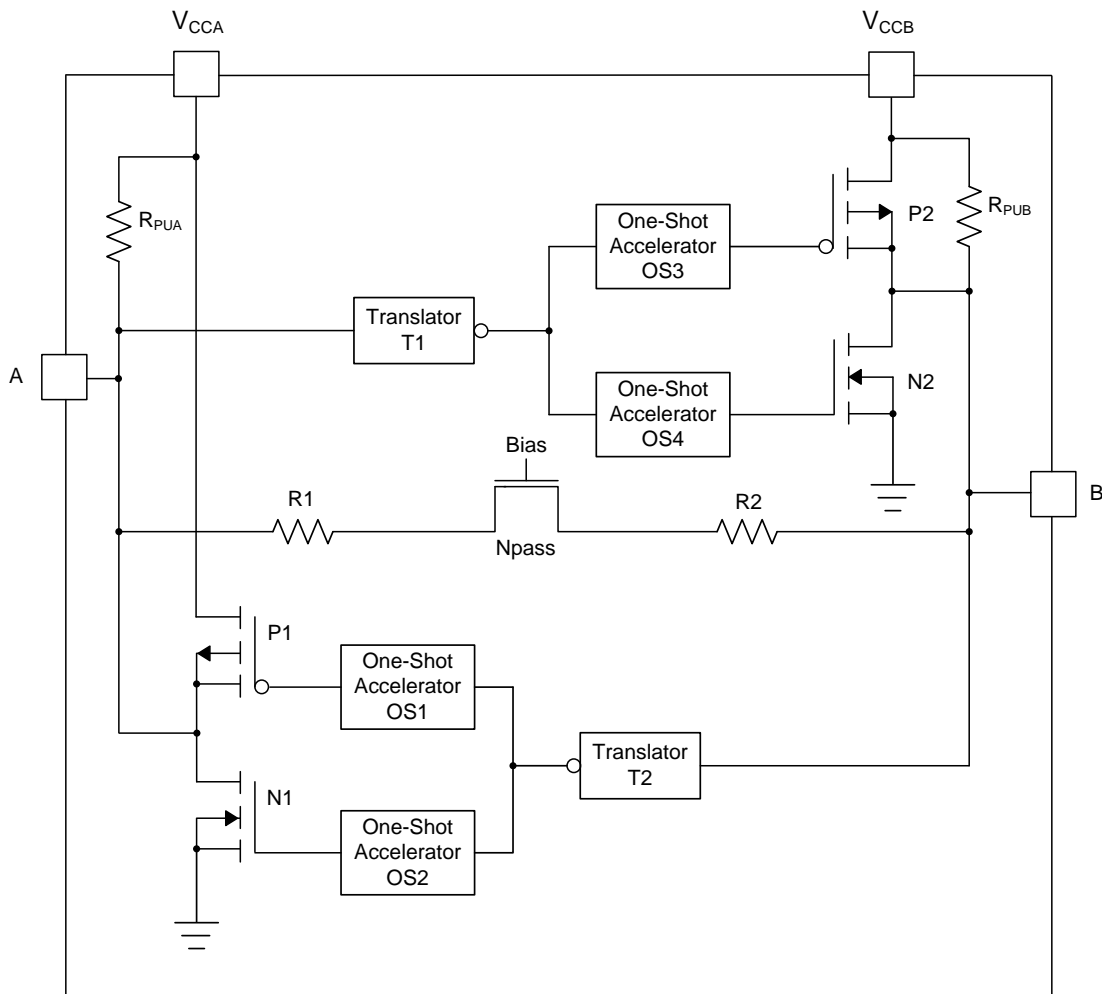 VCCA
VCCB
RPUA
One-Shot
Accelerator
OS3
P2
RPUB
Translator
T1
A
One-Shot
Accelerator
OS4
N2
Bias
R1
Npass
R2
B
P1
One-Shot
Accelerator
OS1
Translator
T2
N1
One-Shot
Accelerator
OS2